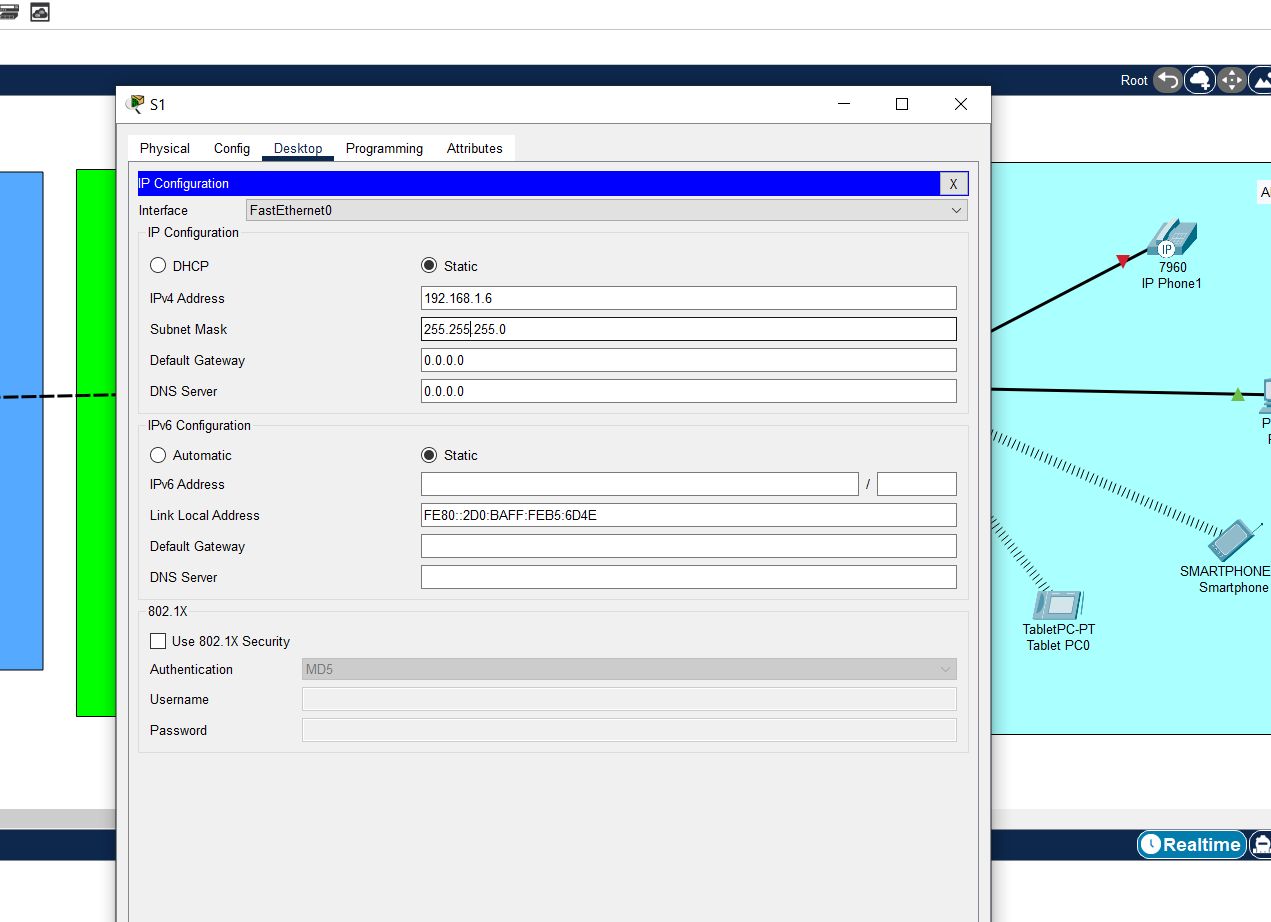 Root
S1
Physical Config Desktop Programming Attributes
IP Configuration X
Interface FastEthernet0
IP Configuration
DHCP Static
IPv4 Address 192.168.1.6
Subnet Mask 255.255.255.0
Default Gateway 0.0.0.0
DNS Server 0.0.0.0
IPv6 Configuration
Automatic Static
IPv6 Address /
Link Local Address FE80::2D0:BAFF:FEB5:6D4E
Default Gateway
DNS Server
802.1X
Use 802.1X Security
Authentication MD5
Username
Password
IP
7960
IP Phone1
SMARTPHONE
Smartphone
TabletPC-PT
Tablet PC0
Realtime